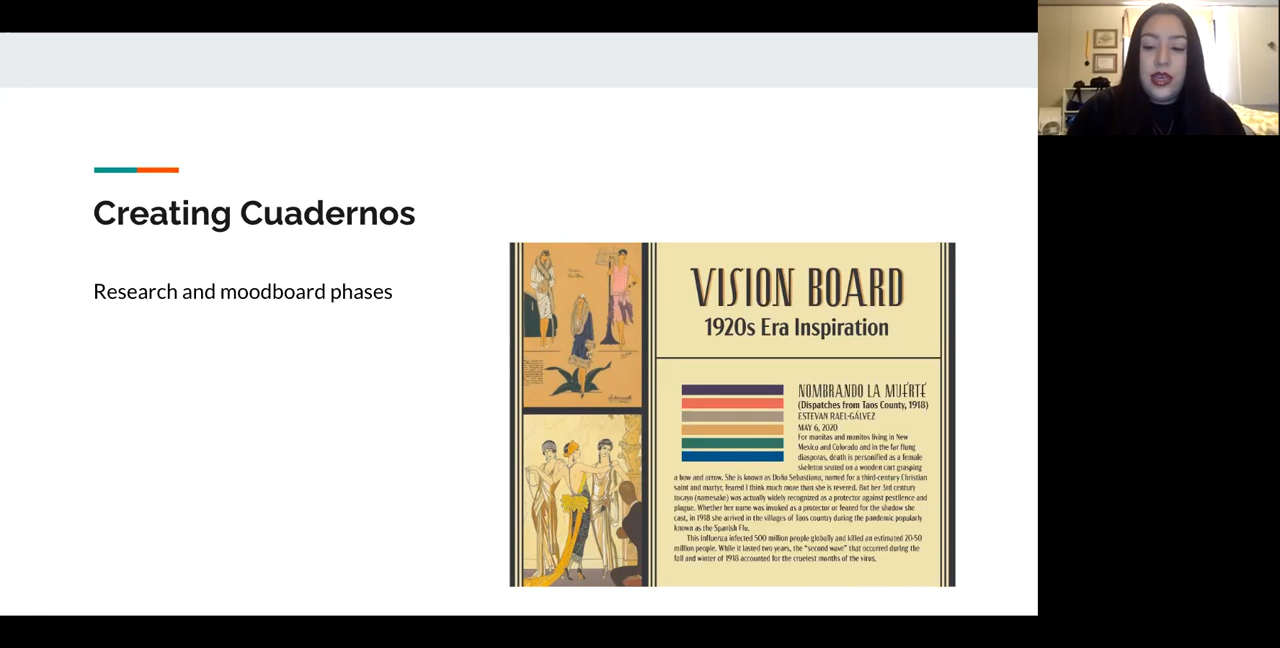 Creating Cuadernos
Research and moodboard phases
VISION BOARD
1920s Era Inspiration
NOMBRANDO LA MUERTE
(Dispatches from Taos County, 1918)
ESTEVAN RAEL-GÁLVEZ
MAY 6, 2020
For manitas and manitos living in New
Mexico and Colorado and in the far flung
diasporas, death is personified as a female
skeleton seated on a wooden cart grasping
a bow and arrow. She is known as Doña Sebastiana, named for a third-century Christian
saint and martyr, feared I think much more than she is revered. But her 3rd century
tocayo (namesake) was actually widely recognized as a protector against pestilence and
plague. Whether her name was invoked as a protector or feared for the shadow she
cast, in 1918 she arrived in the villages of Taos country during the pandemic popularly
known as the Spanish Flu.
This influenza infected 500 million people globally and killed an estimated 20-50
million people. While it lasted two years, the "second wave" that occurred during the
fall and winter of 1918 accounted for the cruelest months of the virus.